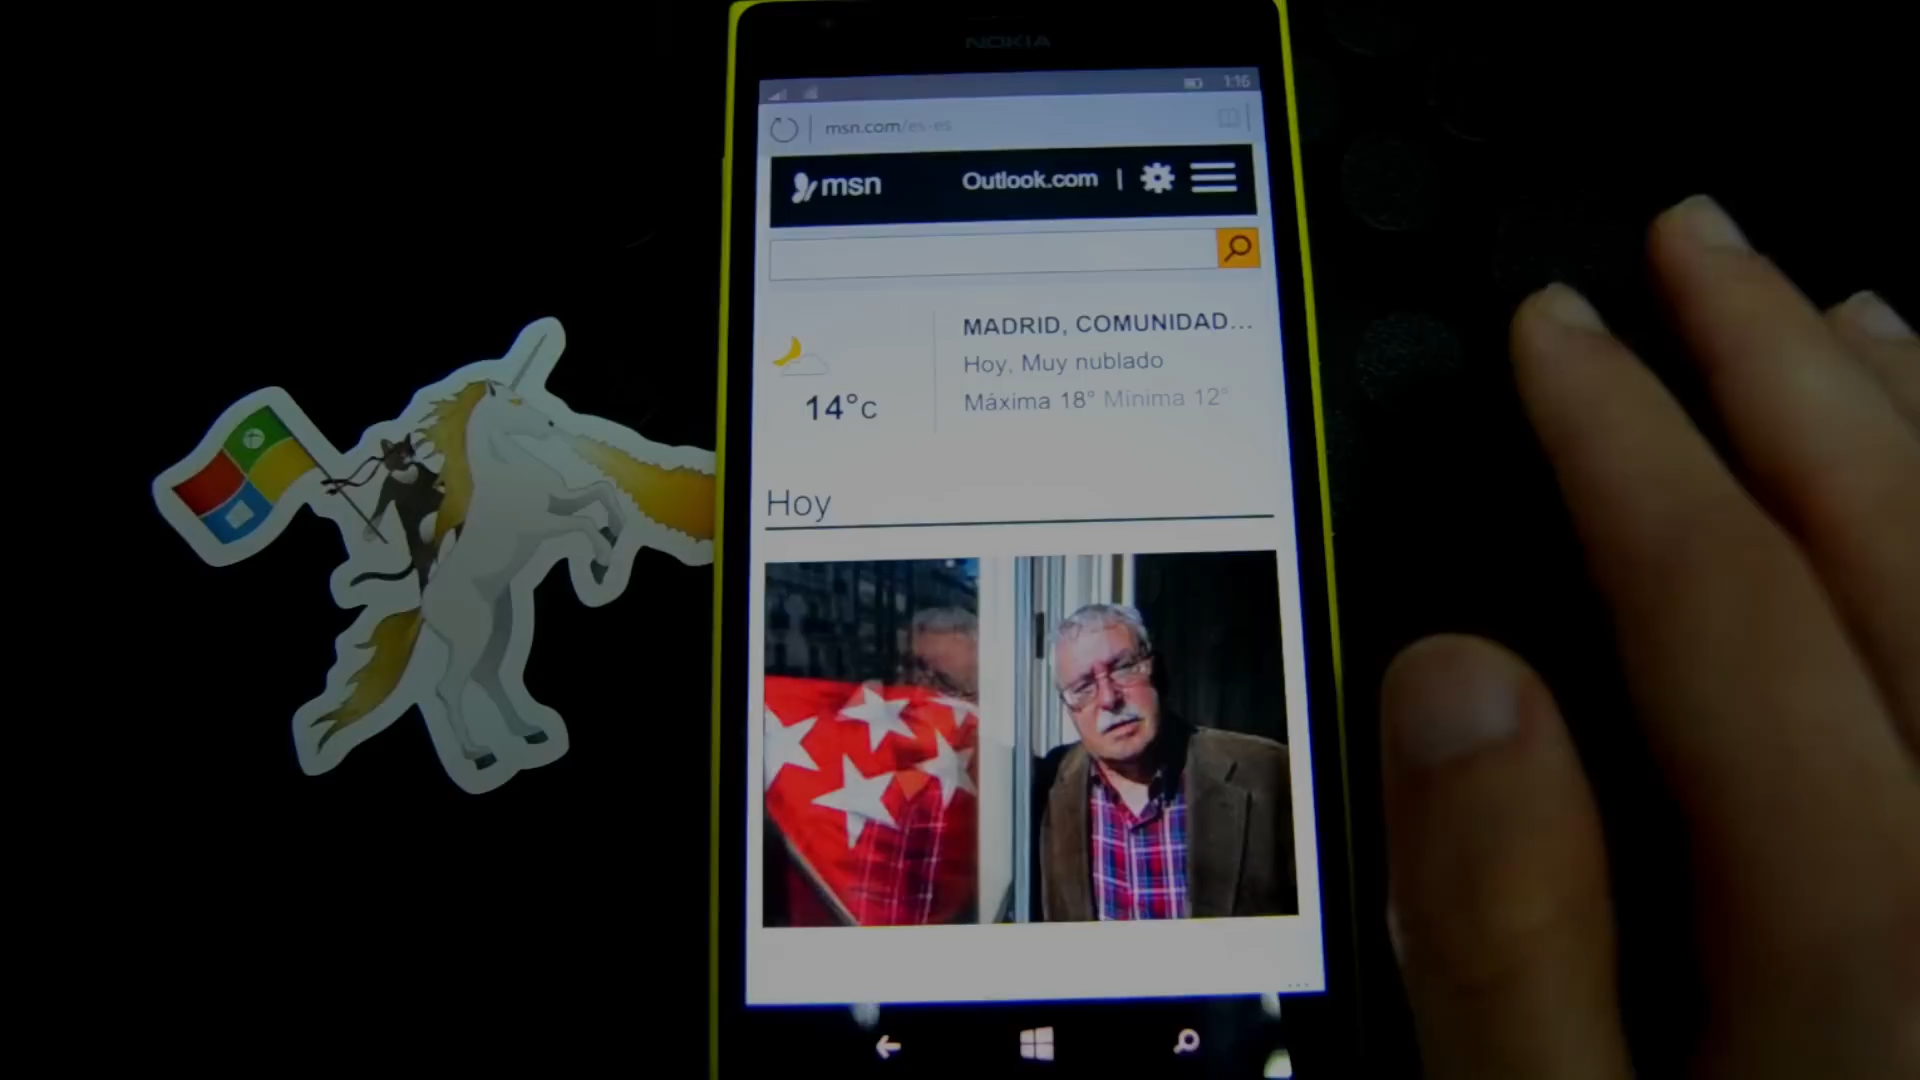 NOKIA
1:16
msn.com/es-es
msn
Outlook.com |
MADRID, COMUNIDAD...
Hoy, Muy nublado
14°C
Máxima 18° Mínima 12°
Hoy